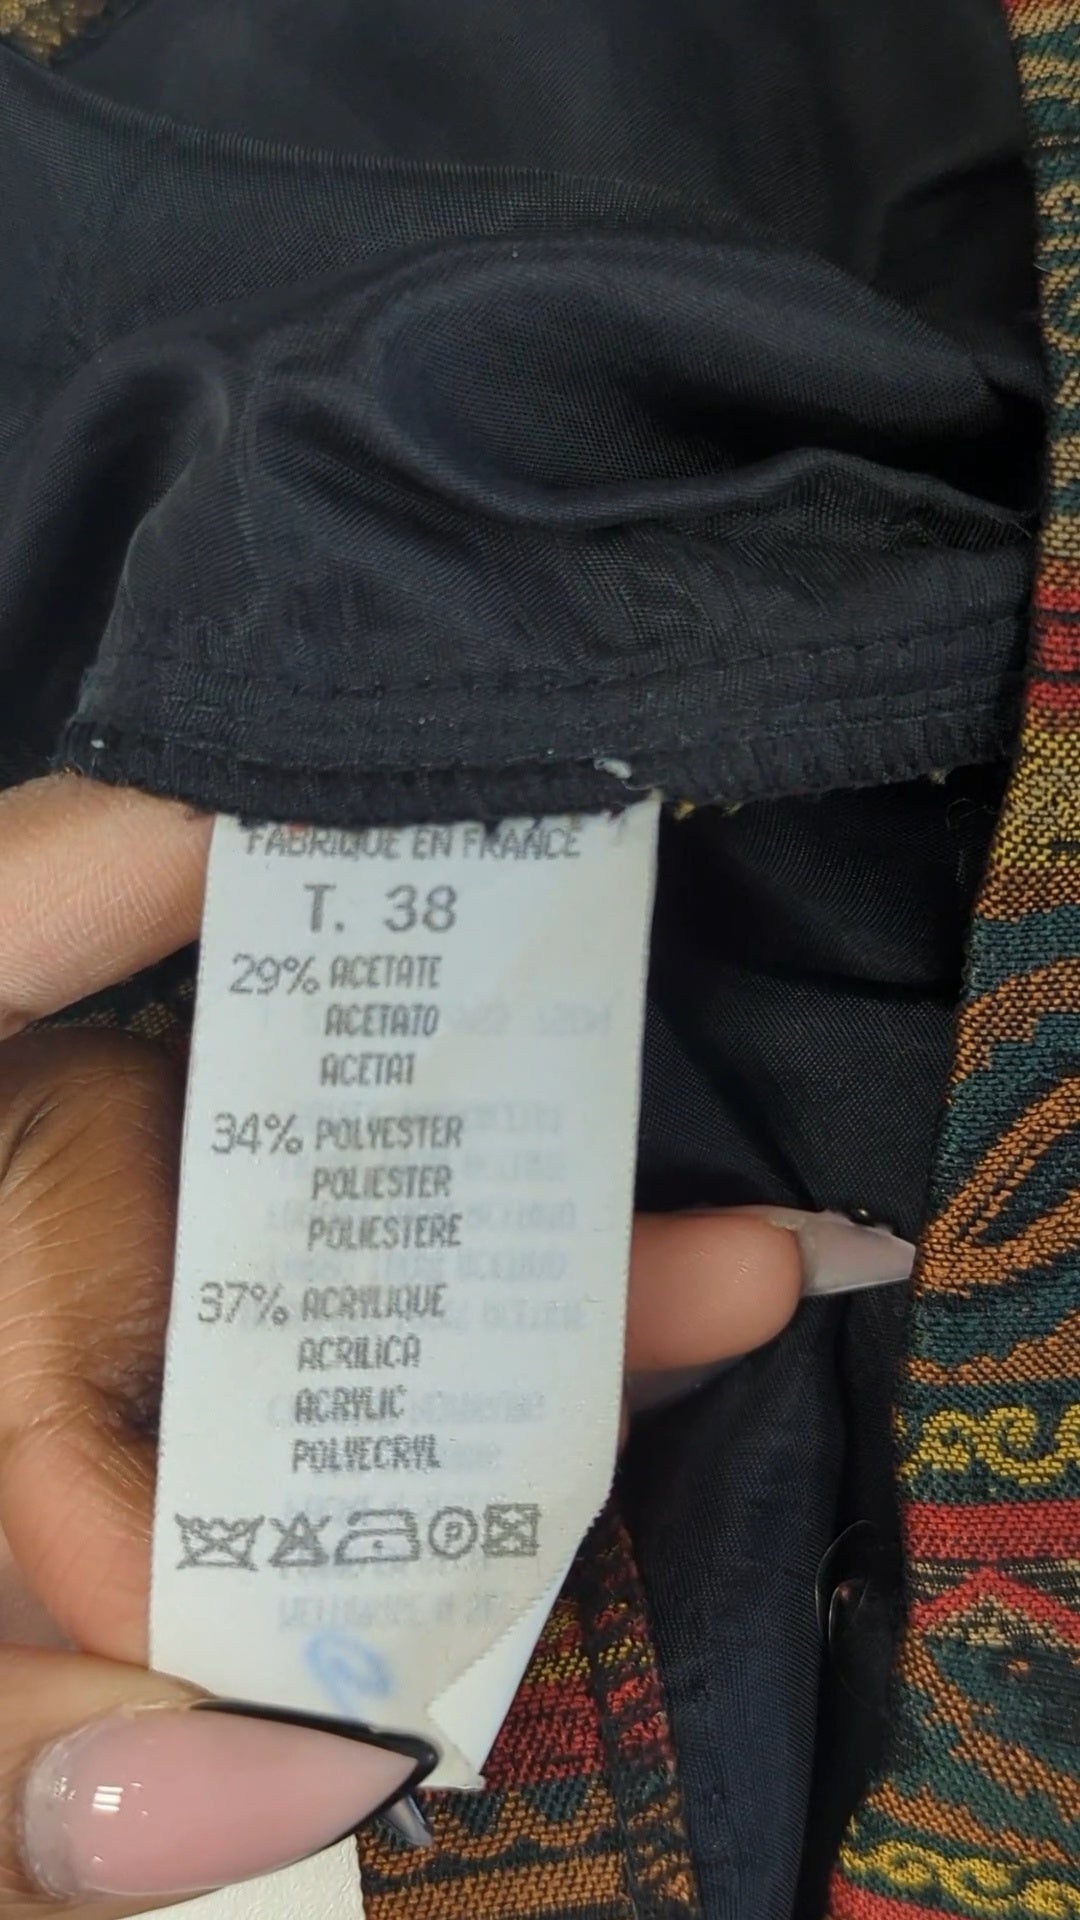 FABRIQUE EN FRANCE
T. 38
29% ACETATE
ACETATO
ACETAT
34% POLYESTER
POLIESTER
POLIESTERE
37% ACRYLIQUE
ACRILICA
ACRYLIC
POLYECRYL
P